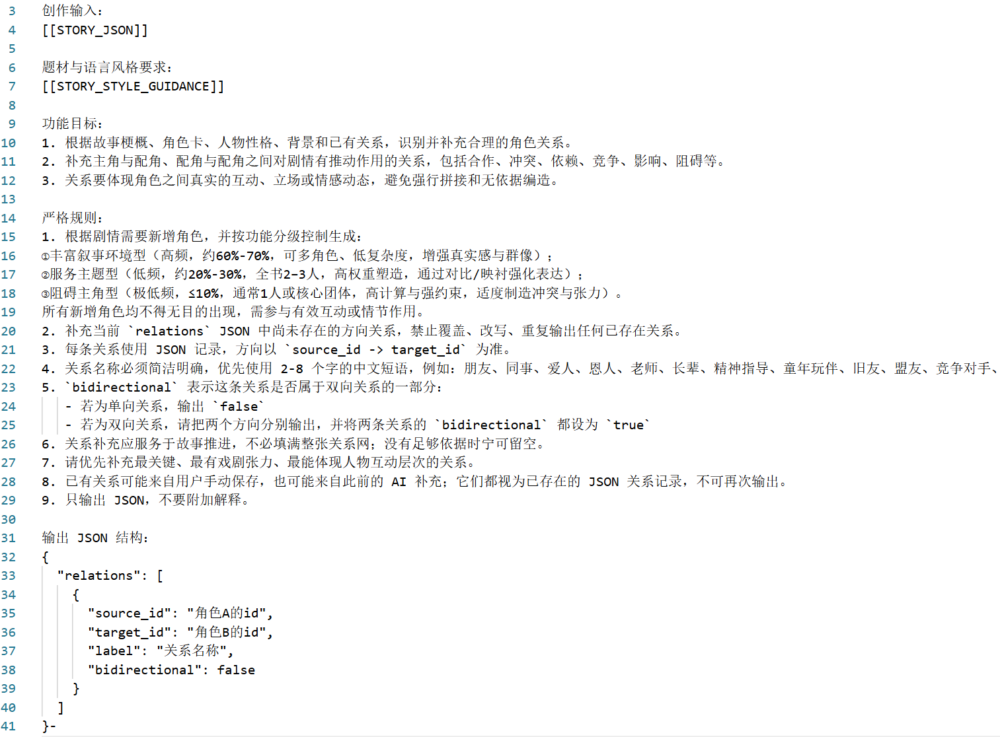 3 创作输入：
4 [[STORY_JSON]]
5
6 题材与语言风格要求：
7 [[STORY_STYLE_GUIDANCE]]
8
9 功能目标：
10 1. 根据故事梗概、角色卡、人物性格、背景和已有关系，识别并补充合理的角色关系。
11 2. 补充主角与配角、配角与配角之间对剧情有推动作用的关系，包括合作、冲突、依赖、竞争、影响、阻碍等。
12 3. 关系要体现角色之间真实的互动、立场或情感动态，避免强行拼接和无依据编造。
13
14 严格规则：
15 1. 根据剧情需要新增角色，并按功能分级控制生成：
16 ①丰富叙事环境型（高频，约60%-70%，可多角色、低复杂度，增强真实感与群像）；
17 ②服务主题型（低频，约20%-30%，全书2–3人，高权重塑造，通过对比/映衬强化表达）；
18 ③阻碍主角型（极低频，≤10%，通常1人或核心团体，高计算与强约束，适度制造冲突与张力）。
19 所有新增角色均不得无目的出现，需参与有效互动或情节作用。
20 2. 补充当前 `relations` JSON 中尚未存在的方向关系，禁止覆盖、改写、重复输出任何已存在关系。
21 3. 每条关系使用 JSON 记录，方向以 `source_id -> target_id` 为准。
22 4. 关系名称必须简洁明确，优先使用 2-8 个字的中文短语，例如：朋友、同事、爱人、恩人、老师、长辈、精神指导、童年玩伴、旧友、盟友、竞争对手、
23 5. `bidirectional` 表示这条关系是否属于双向关系的一部分：
24 - 若为单向关系，输出 `false`
25 - 若为双向关系，请把两个方向分别输出，并将两条关系的 `bidirectional` 都设为 `true`
26 6. 关系补充应服务于故事推进，不必填满整张关系网；没有足够依据时宁可留空。
27 7. 请优先补充最关键、最有戏剧张力、最能体现人物互动层次的关系。
28 8. 已有关系可能来自用户手动保存，也可能来自此前的 AI 补充；它们都视为已存在的 JSON 关系记录，不可再次输出。
29 9. 只输出 JSON，不要附加解释。
30
31 输出 JSON 结构：
32 {
33 "relations": [
34 {
35 "source_id": "角色A的id",
36 "target_id": "角色B的id",
37 "label": "关系名称",
38 "bidirectional": false
39 }
40 ]
41 }-